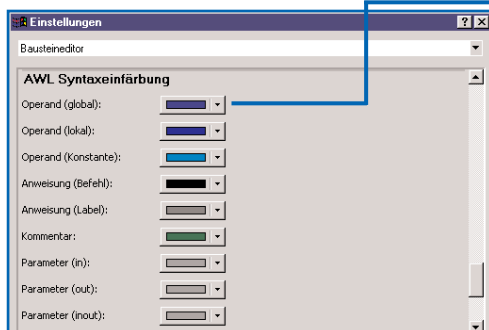 Einstellungen
Bausteineditor
AWL Syntaxeinfärbung
Operand (global):
Operand (lokal):
Operand (Konstante):
Anweisung (Befehl):
Anweisung (Label):
Kommentar:
Parameter (in):
Parameter (out):
Parameter (inout):